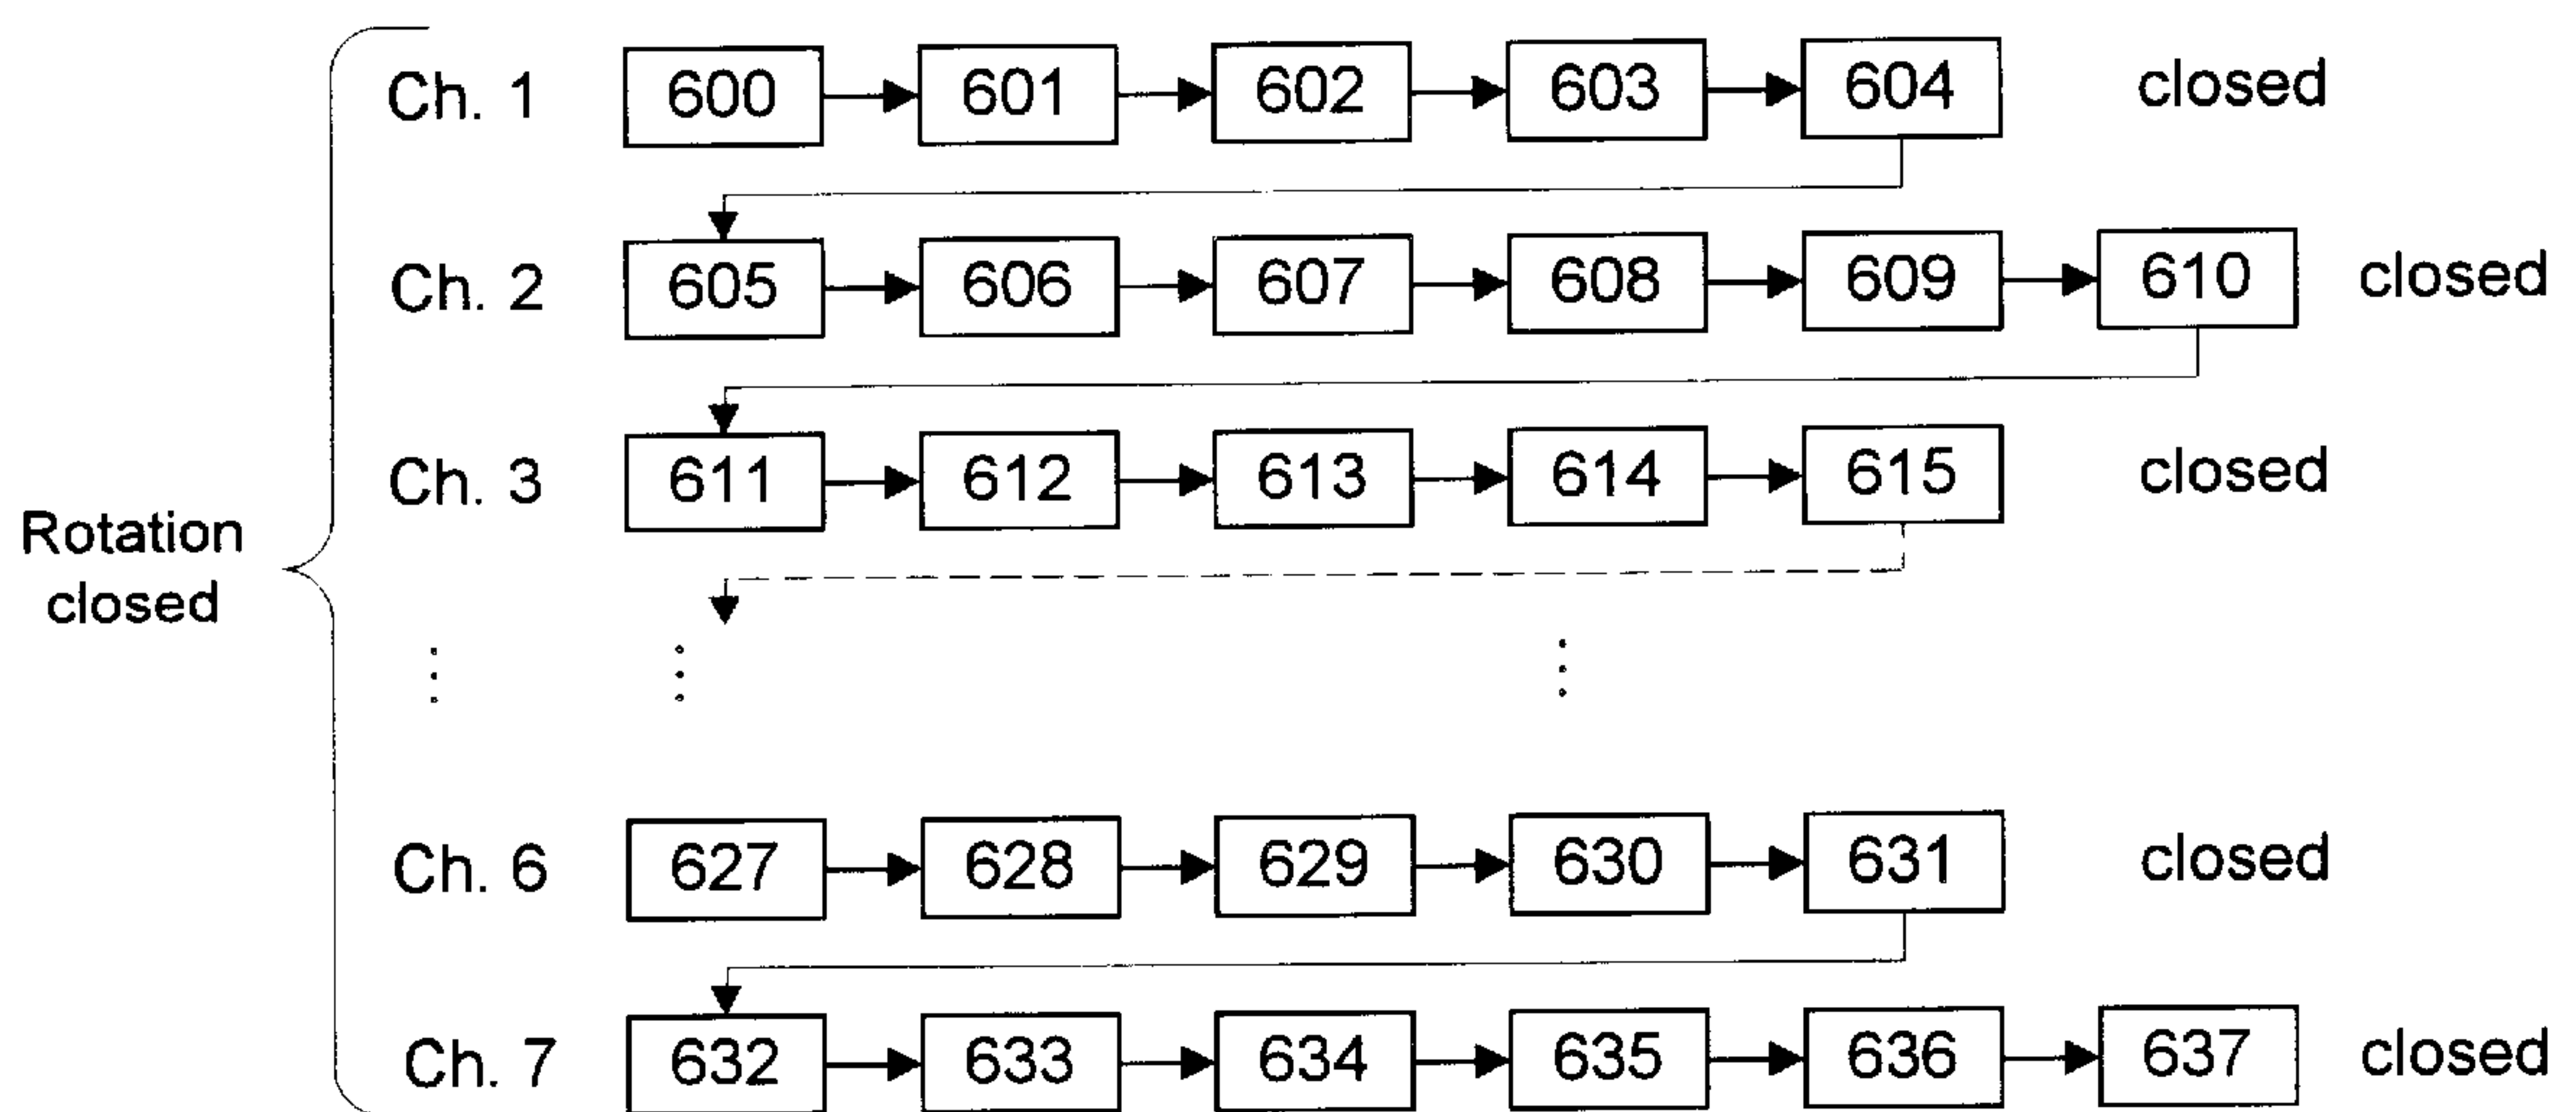 Ch. 1 600 601 602 603 604 closed
Ch. 2 605 606 607 608 609 610 closed
Ch. 3 611 612 613 614 615 closed
Rotation
closed
Ch. 6 627 628 629 630 631 closed
Ch. 7 632 633 634 635 636 637 closed